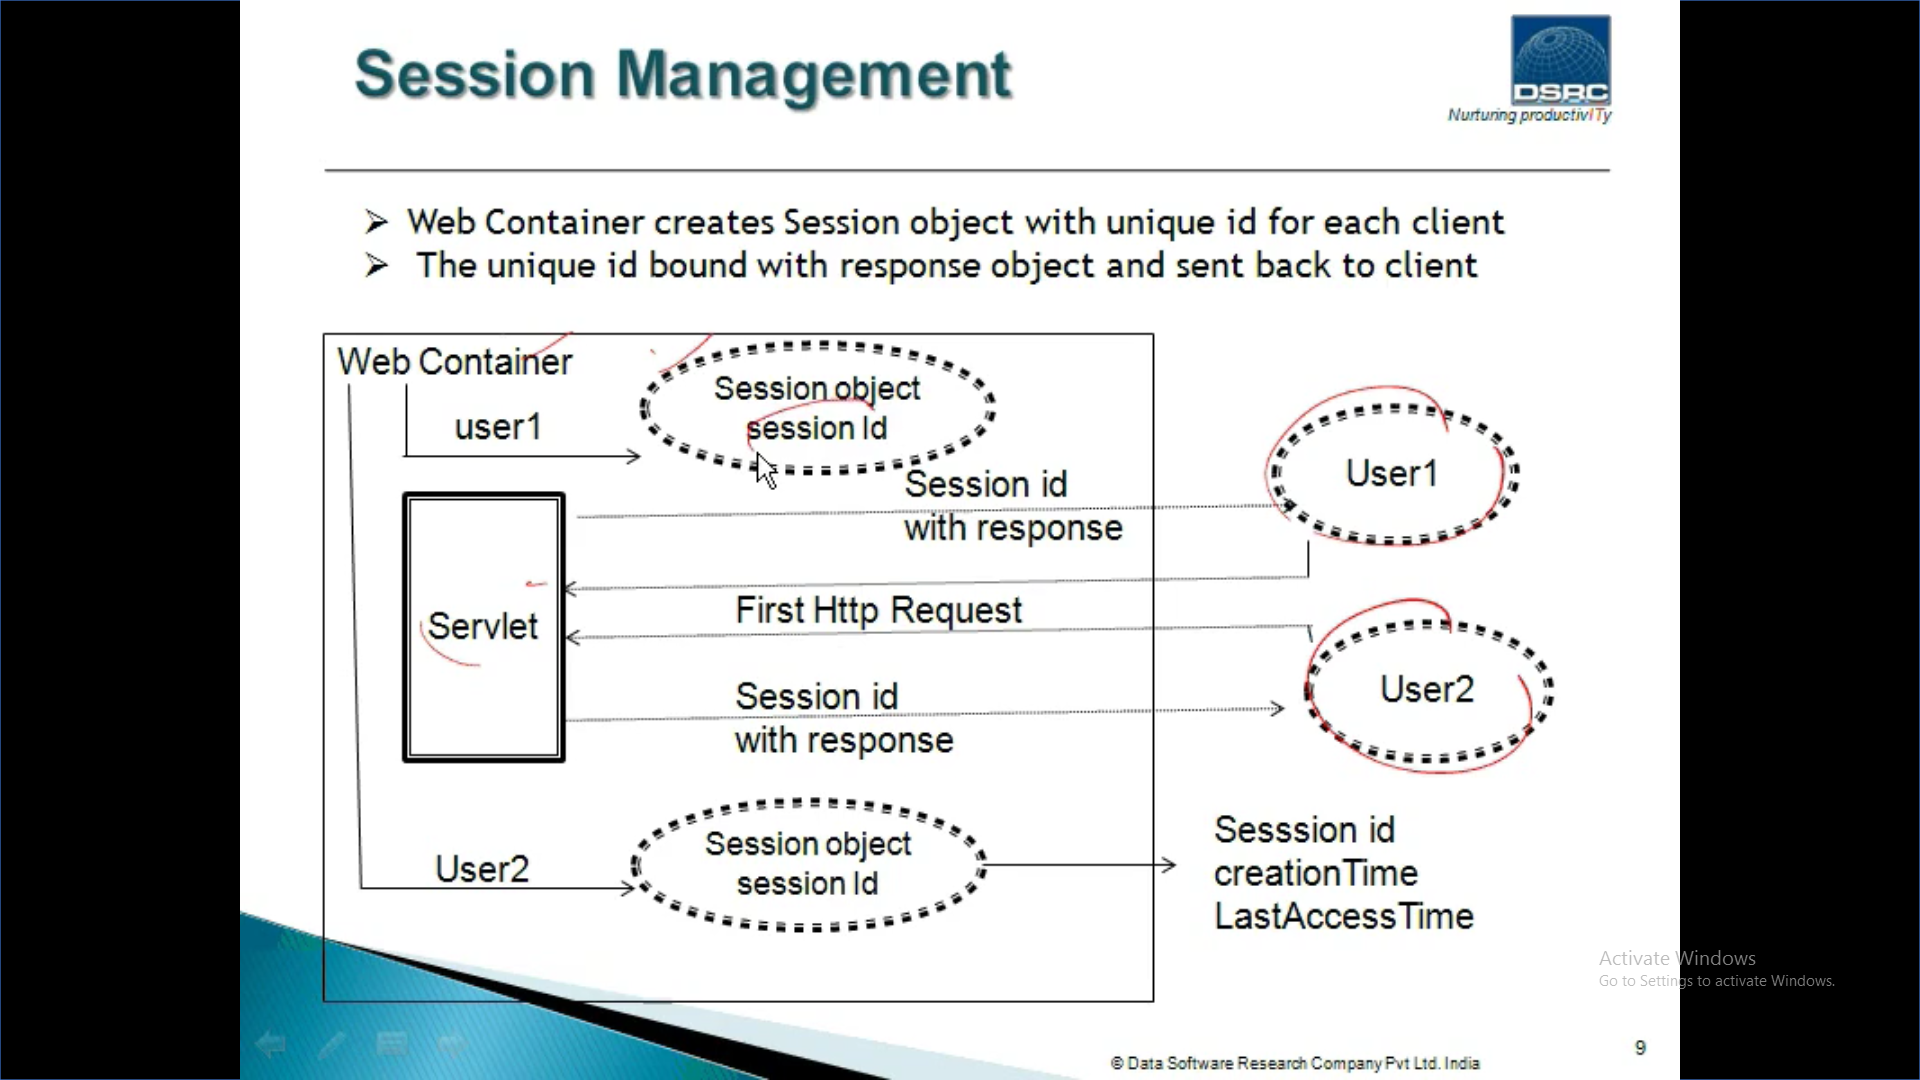 Session Management
DSRC
Nurturing productivITy
Web Container creates Session object with unique id for each client
The unique id bound with response object and sent back to client
Web Container
user1
Session object
session Id
User1
Session id
with response
Servlet
First Http Request
User2
Session id
with response
User2
Session object
session Id
Sesssion id
creationTime
LastAccessTime
Activate Windows
Go to Settings to activate Windows.
9
© Data Software Research Company Pvt Ltd. India